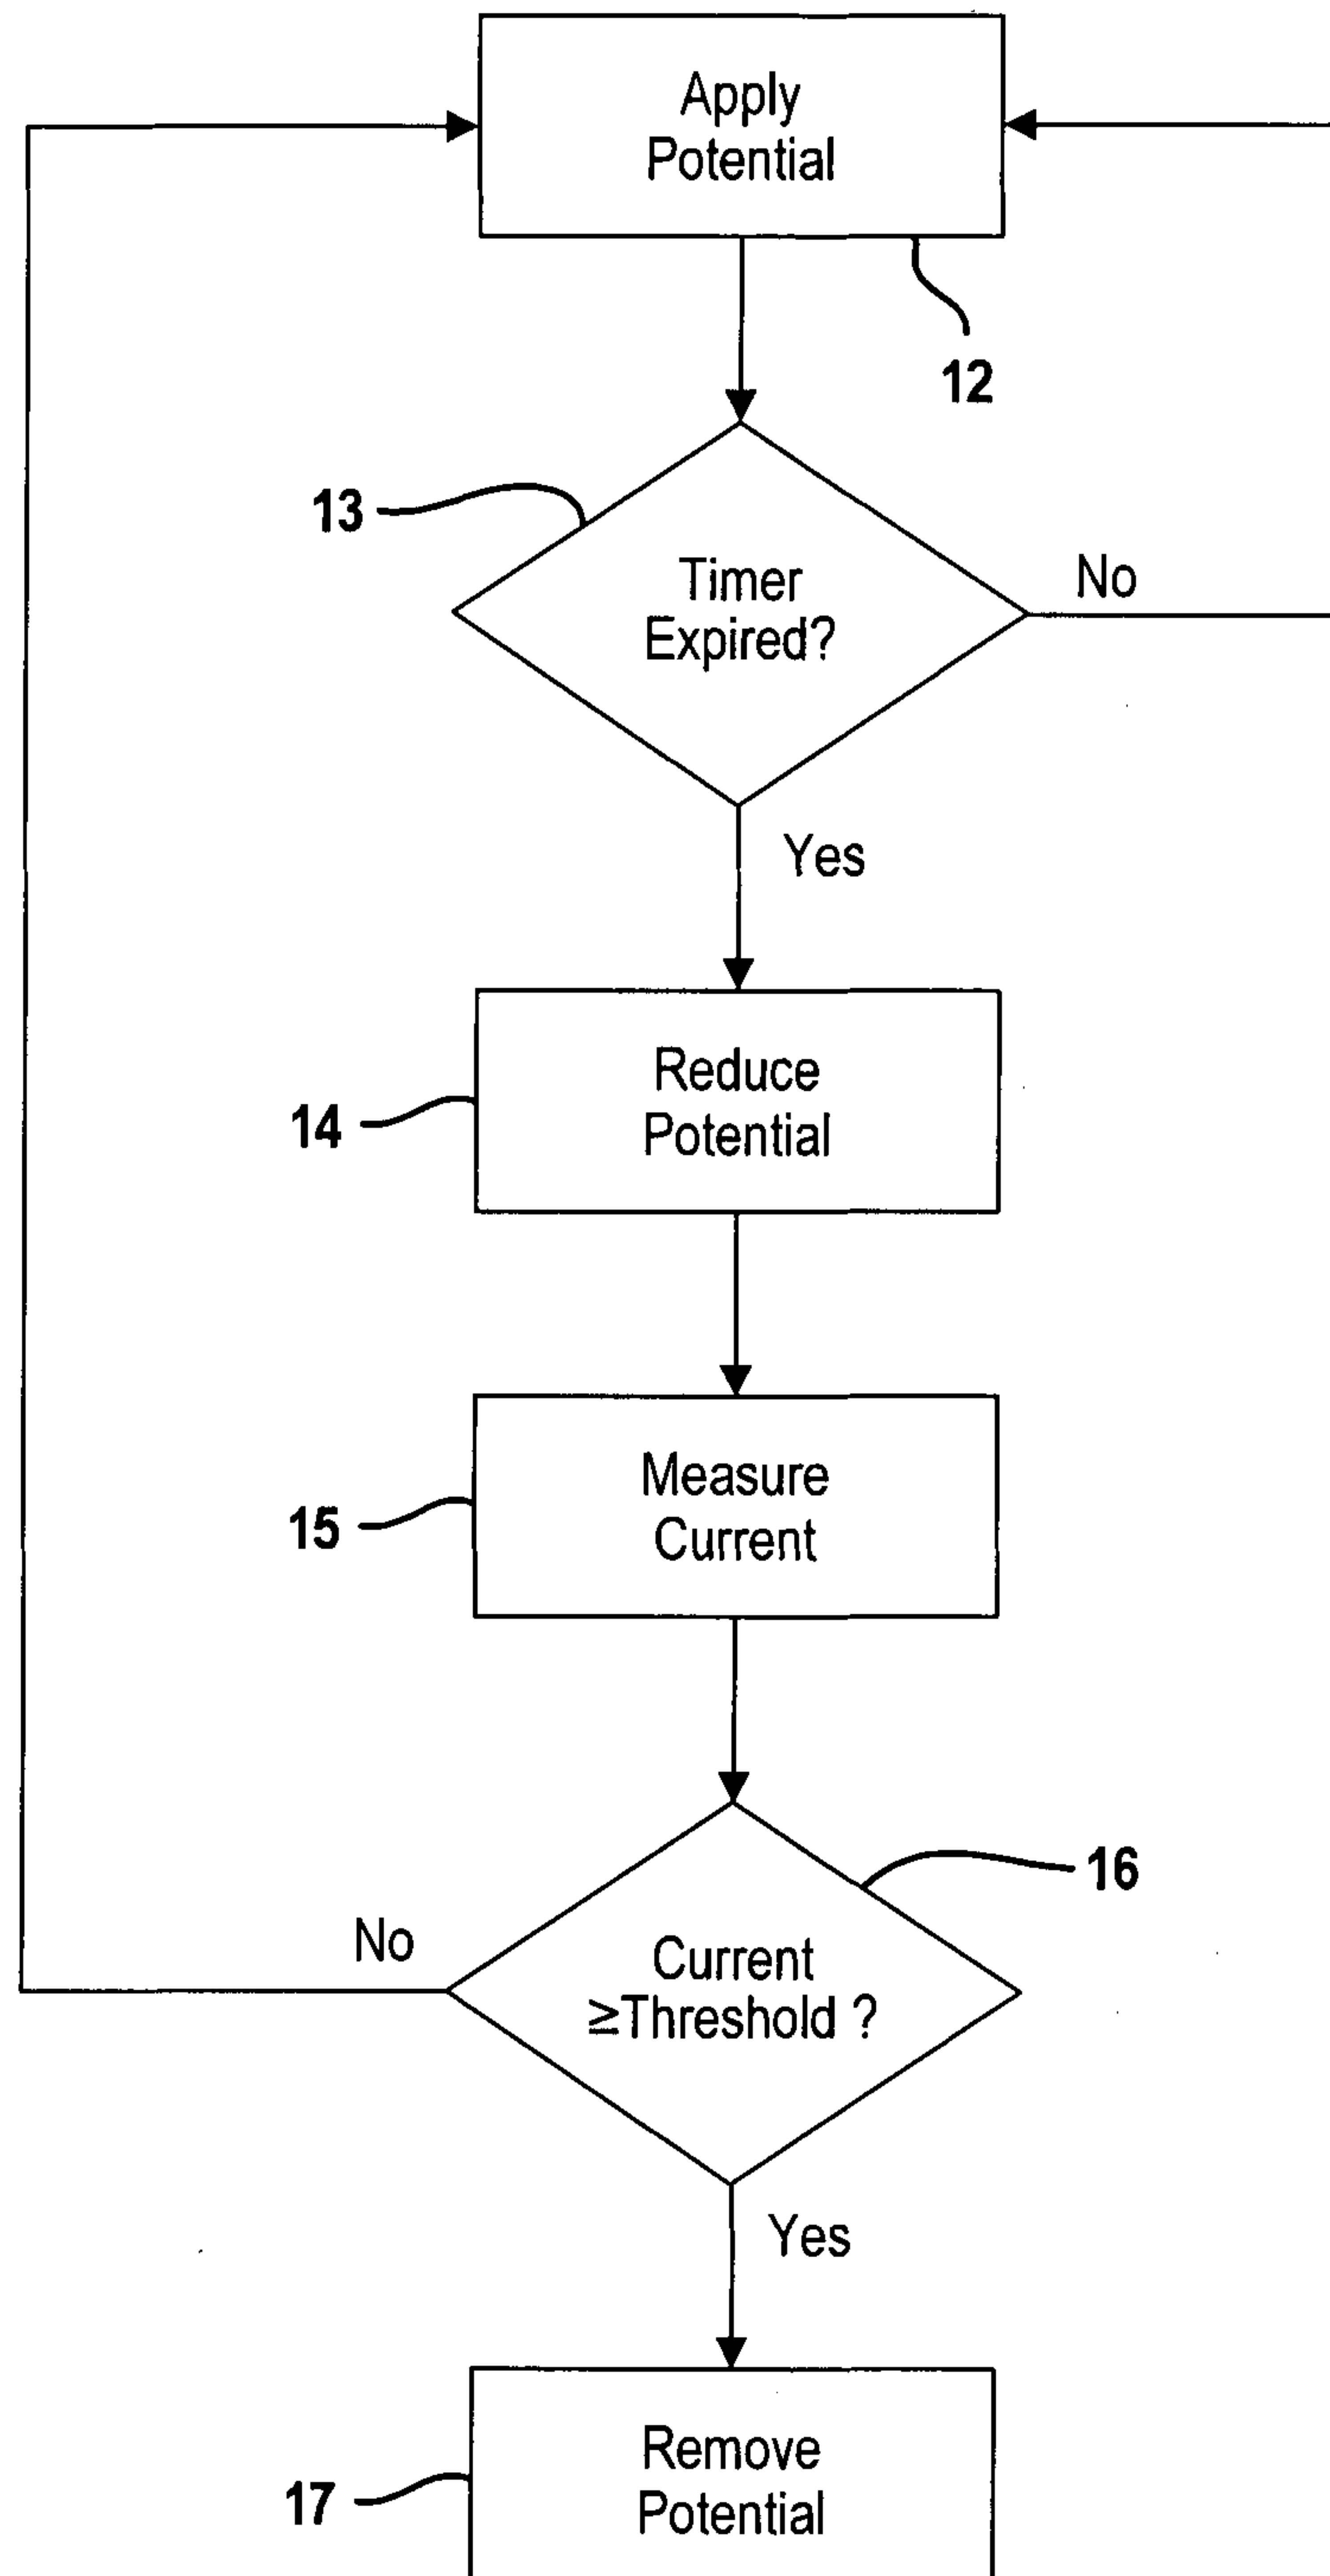 Apply
Potential
12
13
Timer
Expired?
No
Yes
Reduce
Potential
14
Measure
Current
15
16
No
Current
≥Threshold ?
Yes
Remove
Potential
17